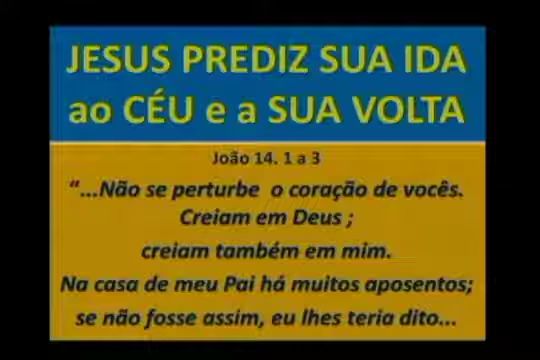 JESUS PREDIZ SUA IDA
ao CÉU e a SUA VOLTA
João 14. 1 a 3
“...Não se perturbe o coração de vocês.
Creiam em Deus ;
creiam também em mim.
Na casa de meu Pai há muitos aposentos;
se não fosse assim, eu lhes teria dito...